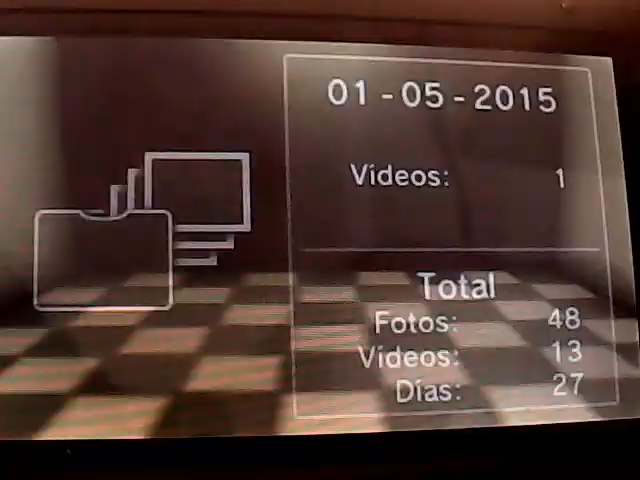 01-05-2015
Vídeos: 1
Total
Fotos: 48
Vídeos: 13
Días: 27